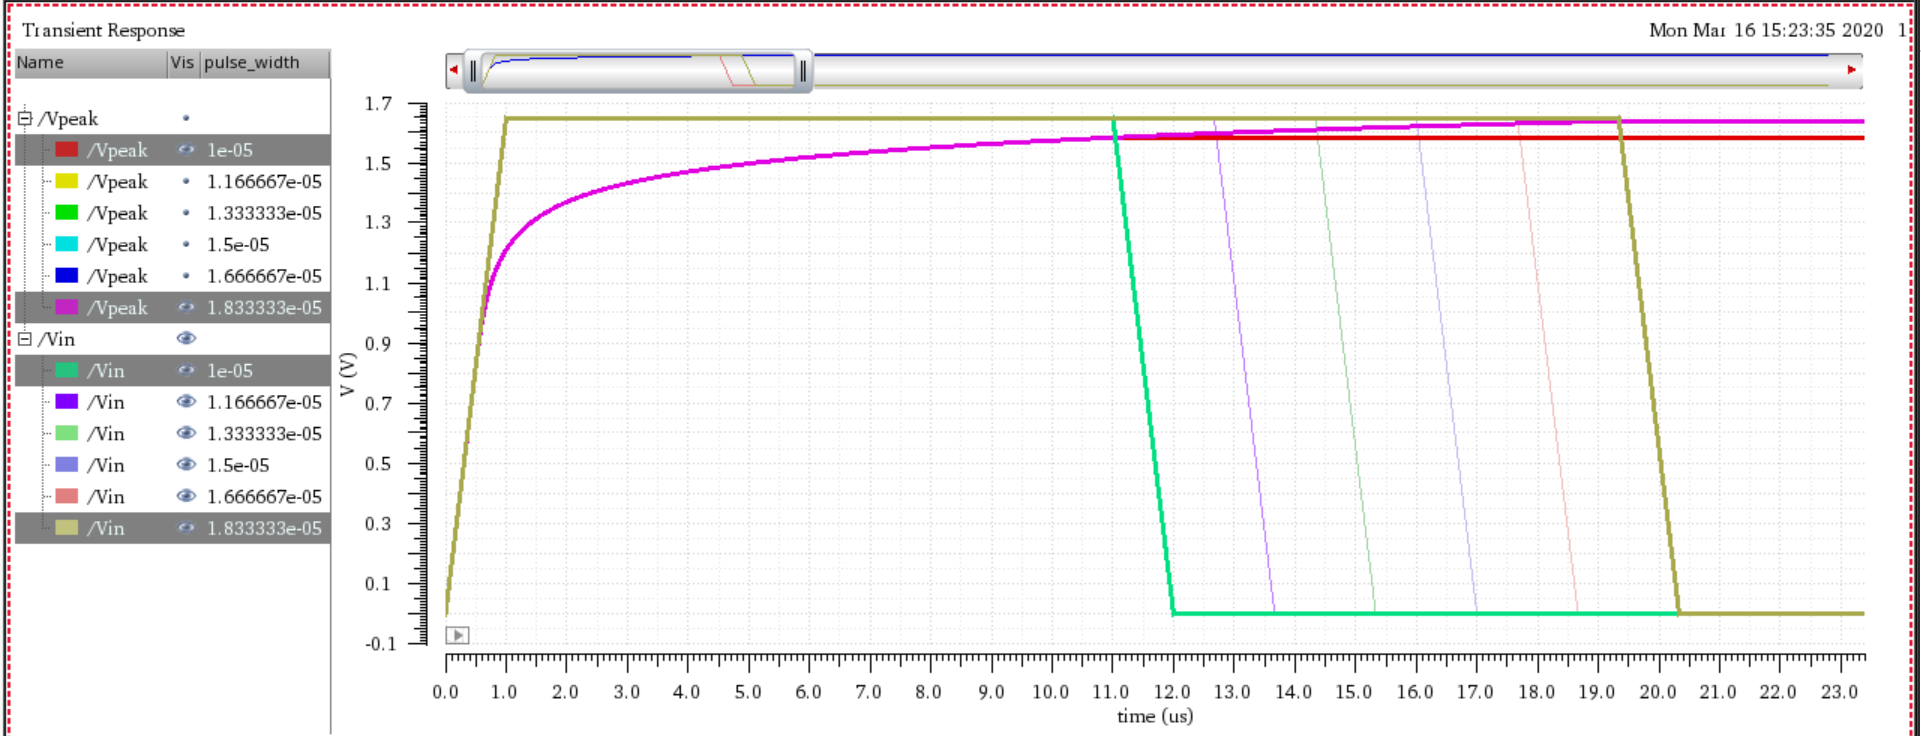 Transient Response
Mon Mar 16 15:23:35 2020 1
Name Vis pulse_width
/Vpeak
/Vpeak 1e-05
/Vpeak 1.166667e-05
/Vpeak 1.333333e-05
/Vpeak 1.5e-05
/Vpeak 1.666667e-05
/Vpeak 1.833333e-05
/Vin
/Vin 1e-05
/Vin 1.166667e-05
/Vin 1.333333e-05
/Vin 1.5e-05
/Vin 1.666667e-05
/Vin 1.833333e-05
V (V)
1.7
1.5
1.3
1.1
0.9
0.7
0.5
0.3
0.1
-0.1
0.0 1.0 2.0 3.0 4.0 5.0 6.0 7.0 8.0 9.0 10.0 11.0 12.0 13.0 14.0 15.0 16.0 17.0 18.0 19.0 20.0 21.0 22.0 23.0
time (us)